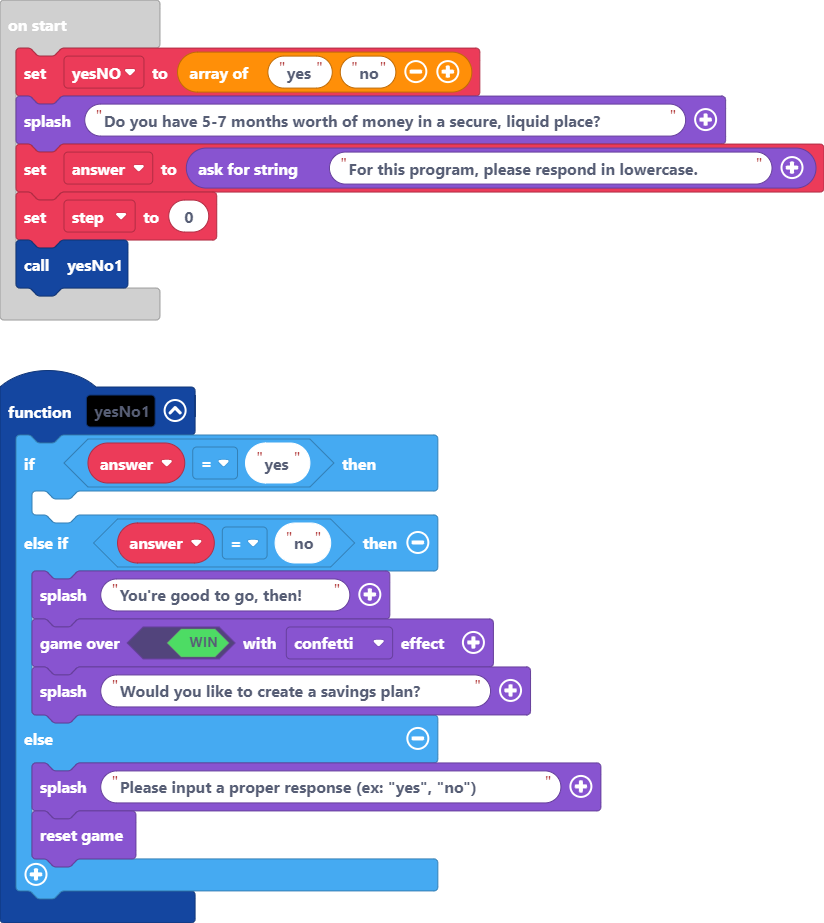 on start
set yesNO to array of "yes" "no"
splash "Do you have 5-7 months worth of money in a secure, liquid place?"
set answer to ask for string "For this program, please respond in lowercase."
set step to 0
call yesNo1
function yesNo1
if answer = "yes" then
else if answer = "no" then
splash "You're good to go, then!"
game over WIN with confetti effect
splash "Would you like to create a savings plan?"
else
splash "Please input a proper response (ex: "yes", "no")"
reset game